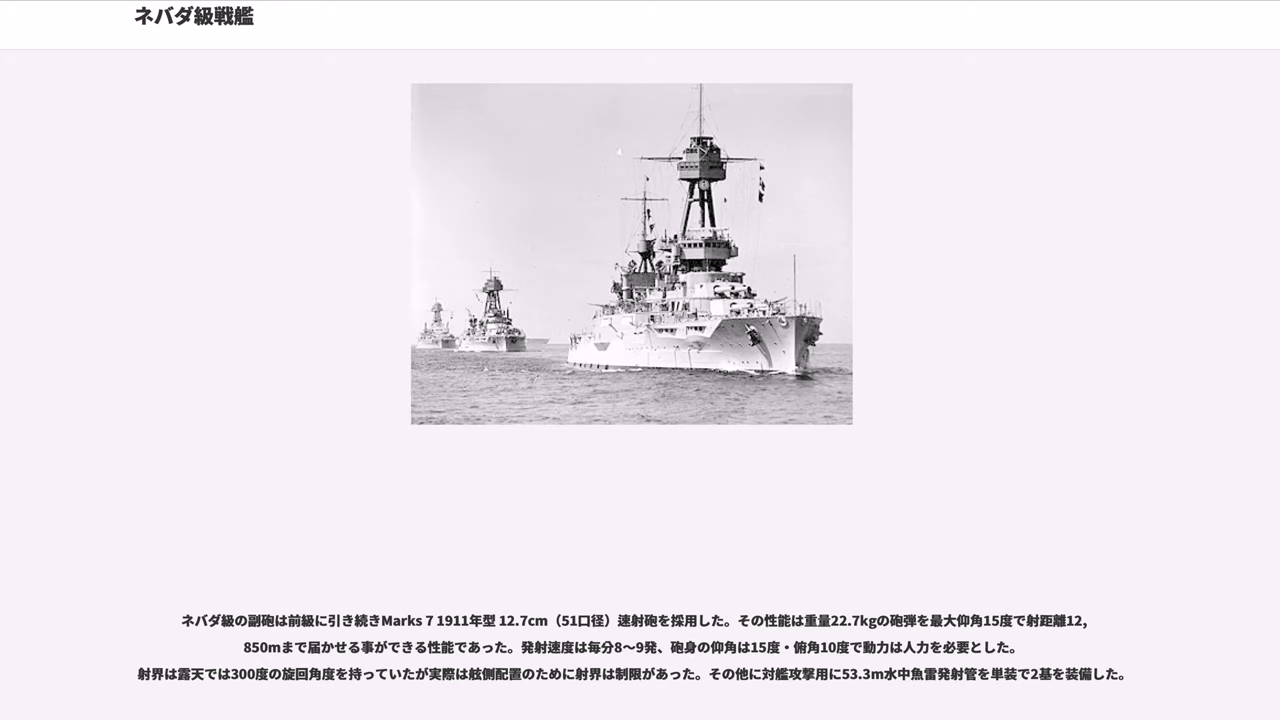 ネバダ級戦艦
ネバダ級の副砲は前級に引き続きMarks 7 1911年型 12.7cm（51口径）速射砲を採用した。その性能は重量22.7kgの砲弾を最大仰角15度で射距離12,
850mまで届かせる事ができる性能であった。発射速度は毎分8～9発、砲身の仰角は15度・俯角10度で動力は人力を必要とした。
射界は露天では300度の旋回角度を持っていたが実際は舷側配置のために射界は制限があった。その他に対艦攻撃用に53.3m水中魚雷発射管を単装で2基を装備した。